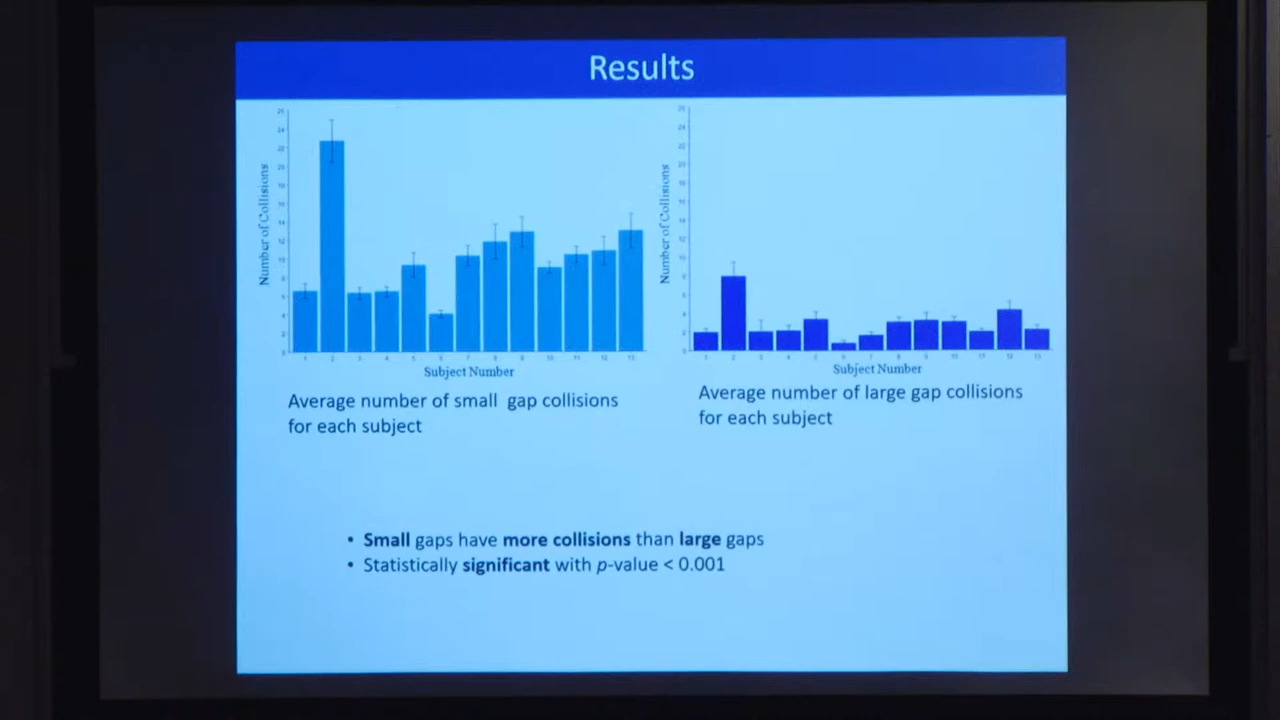 Results
Number of Collisions
Subject Number
Average number of small gap collisions
for each subject
Number of Collisions
Subject Number
Average number of large gap collisions
for each subject
• Small gaps have more collisions than large gaps
• Statistically significant with p-value < 0.001